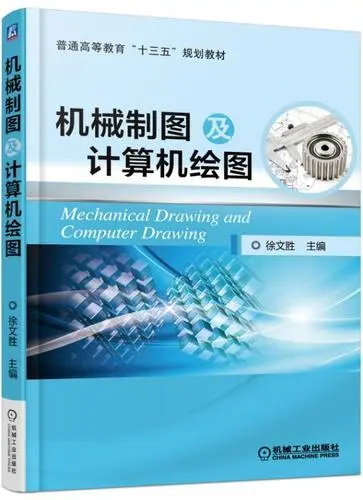 普通高等教育“十三五”规划教材
机械制图及
计算机绘图
Mechanical Drawing and
Computer Drawing
徐文胜 主编
机械工业出版社
CHINA MACHINE PRESS
机械制图及计算机绘图
徐文胜 主编
机械工业出版社